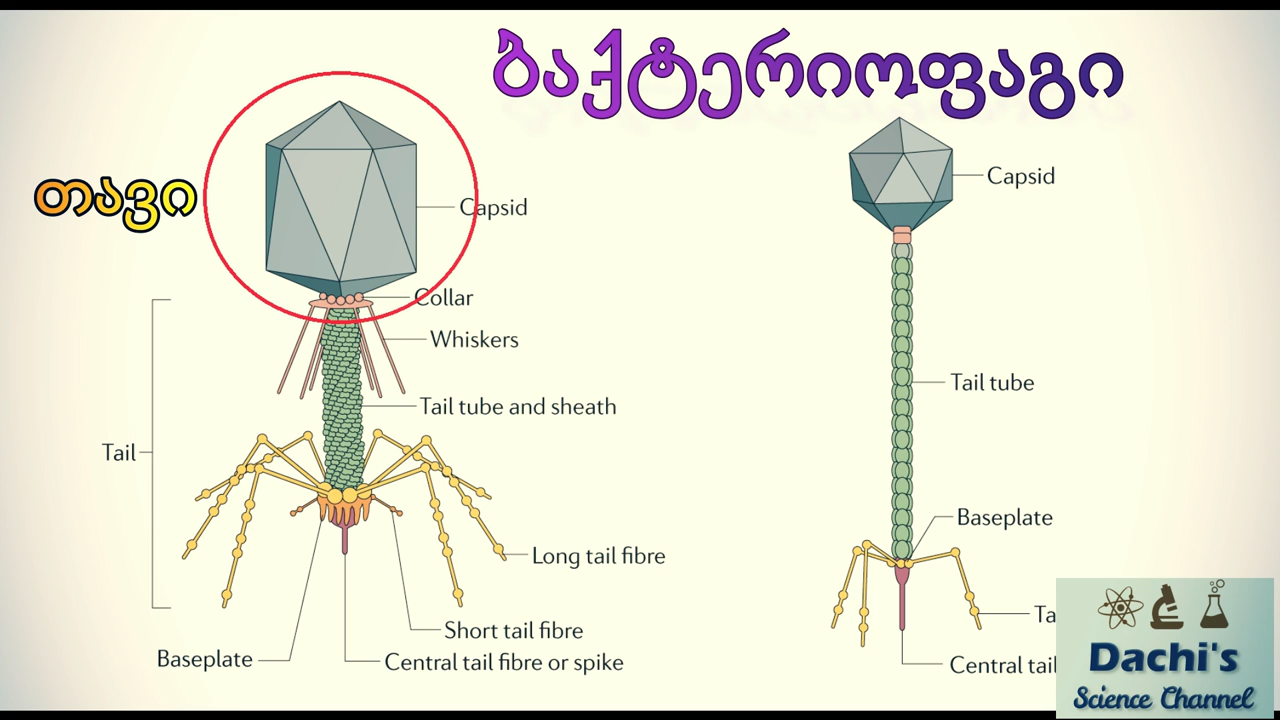 ბაქტერიოფაგი
თავი
Capsid
Collar
Whiskers
Tail tube and sheath
Tail
Long tail fibre
Short tail fibre
Baseplate
Central tail fibre or spike
Capsid
Tail tube
Baseplate
Central tail
Dachi's
Science Channel